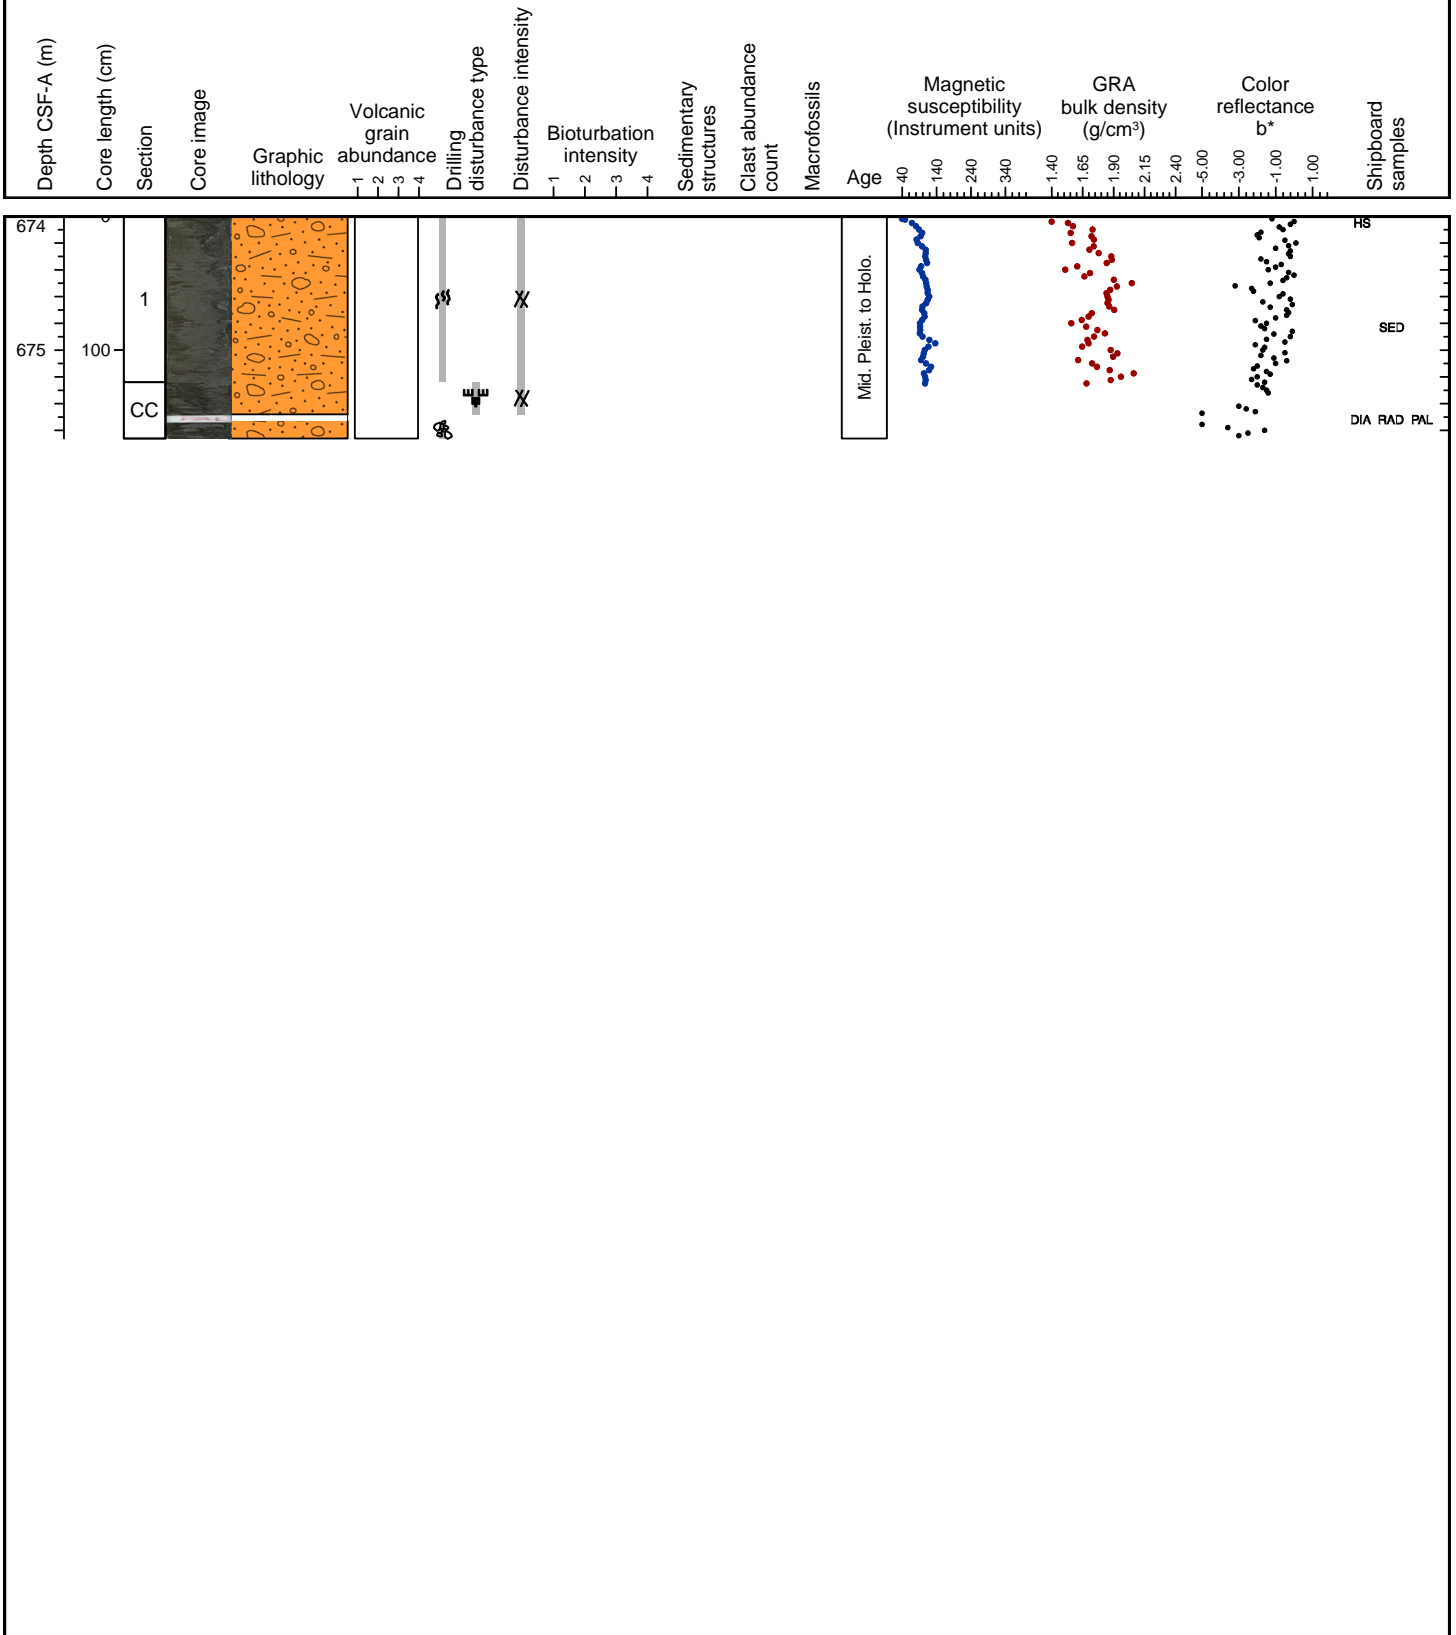 Depth CSF-A (m)
Core length (cm)
Section
Core image
Graphic
lithology
Volcanic
grain
abundance
1 2 3 4
Drilling
disturbance type
Disturbance intensity
Bioturbation
intensity
1 2 3 4
Sedimentary
structures
Clast abundance
count
Macrofossils
Age
Magnetic
susceptibility
(Instrument units)
40 140 240 340
GRA
bulk density
(g/cm³)
1.40 1.65 1.90 2.15 2.40
Color
reflectance
b*
-5.00 -3.00 -1.00 1.00
Shipboard
samples
674
0
HS
1
Mid. Pleist. to Holo.
SED
675
100
CC
DIA RAD PAL